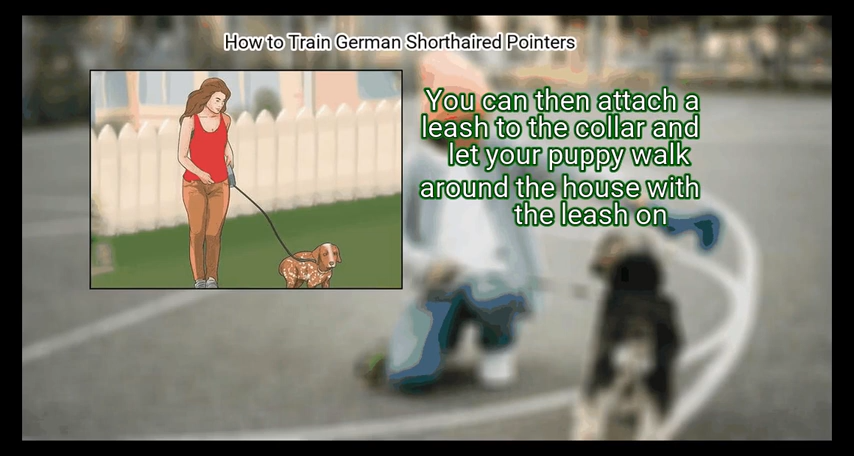 How to Train German Shorthaired Pointers
You can then attach a
leash to the collar and
let your puppy walk
around the house with
the leash on